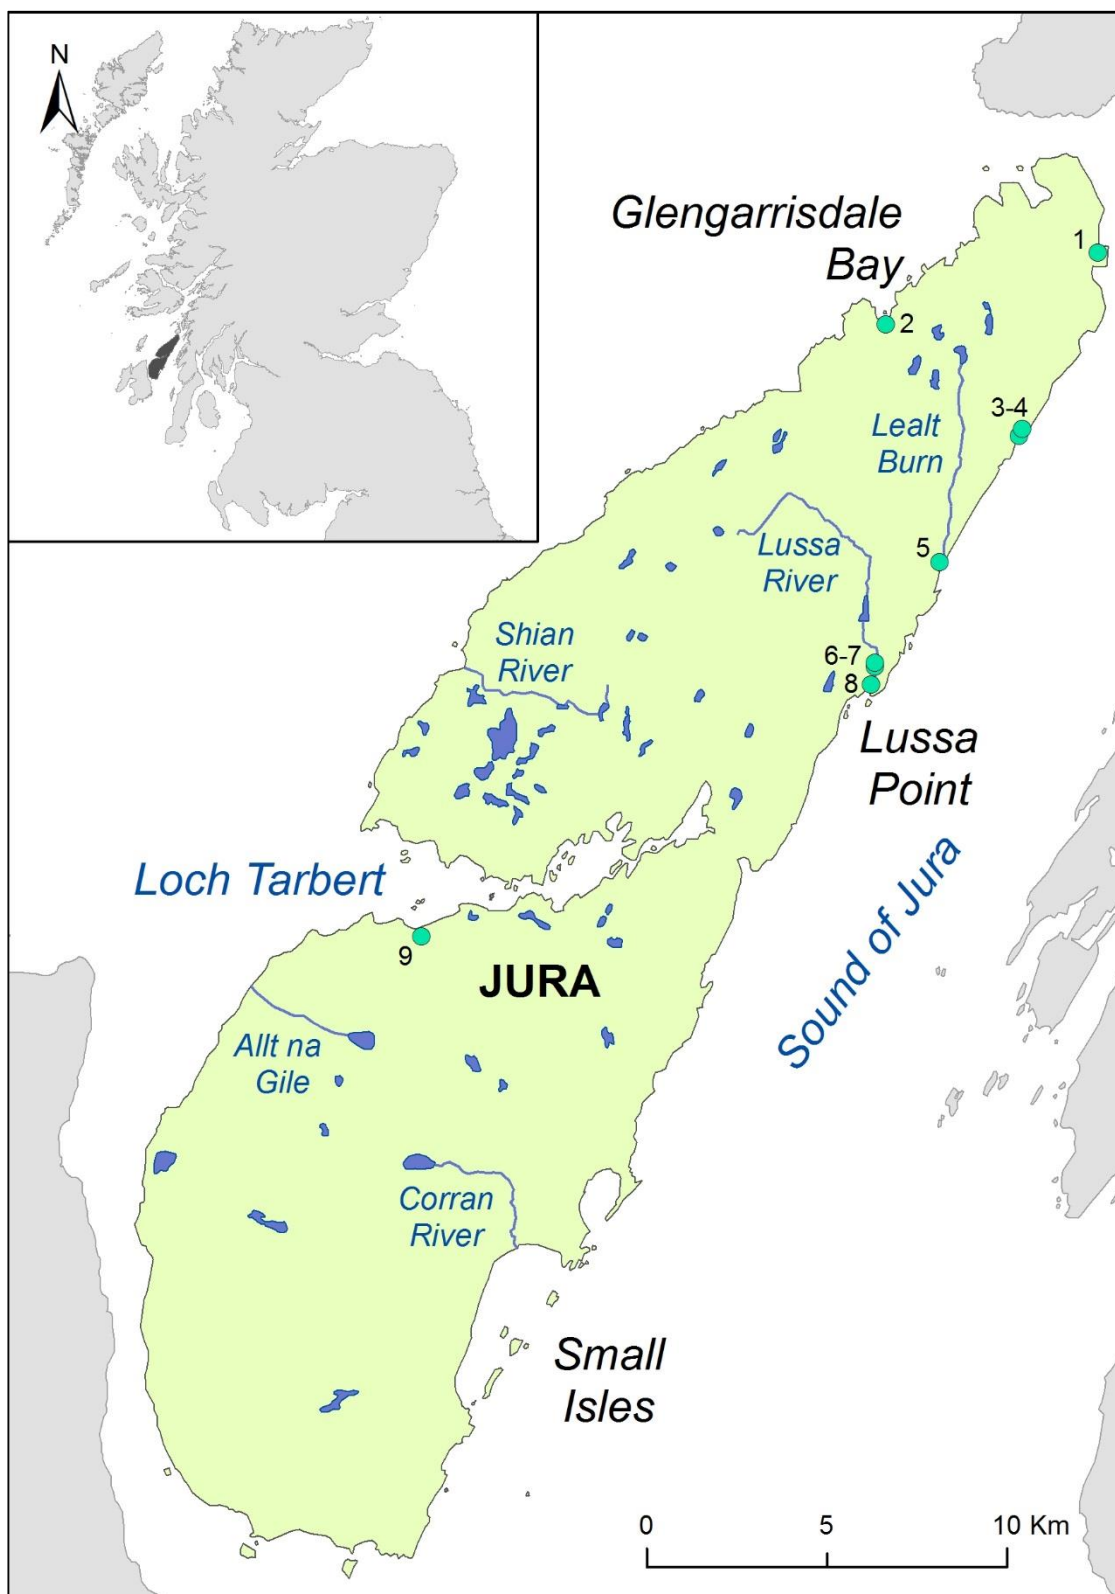 N
Glengarrisdale
Bay
1
2
3-4
Lealt
Burn
5
Lussa
River
Shian
River
6-7
8
Lussa
Point
Loch Tarbert
Sound of Jura
9
JURA
Allt na
Gile
Corran
River
Small
Isles
0 5 10 Km